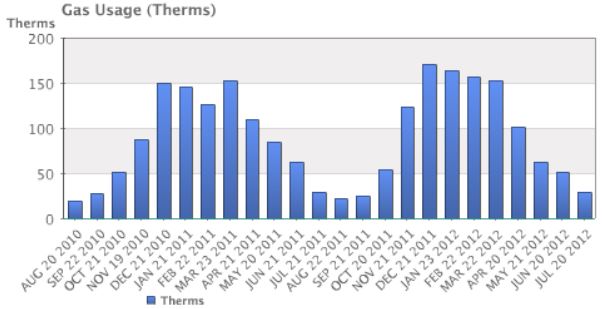 Gas Usage (Therms)
Therms
200
150
100
50
0
AUG 20 2010
SEP 22 2010
OCT 21 2010
NOV 19 2010
DEC 21 2010
JAN 21 2011
FEB 22 2011
MAR 23 2011
APR 21 2011
MAY 20 2011
JUN 21 2011
JUL 21 2011
AUG 22 2011
SEP 21 2011
OCT 20 2011
NOV 21 2011
DEC 21 2011
JAN 23 2012
FEB 22 2012
MAR 22 2012
APR 20 2012
MAY 21 2012
JUN 20 2012
JUL 20 2012
Therms